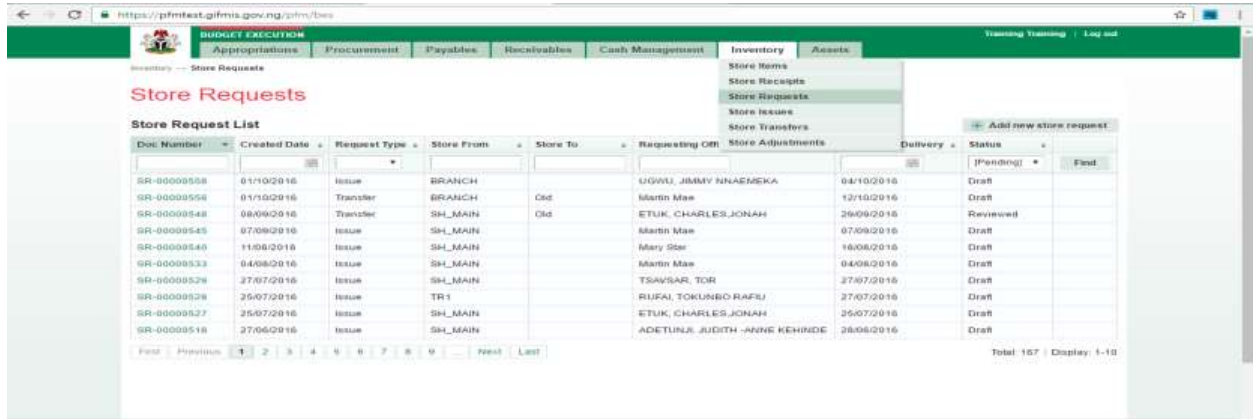 https://pfmtest.gifmis.gov.ng/pfm/bes
BUDGET EXECUTION
Training Training | Log out
Appropriations Procurement Payables Receivables Cash Management Inventory Assets
Inventory — Store Requests
Store Items
Store Receipts
Store Requests
Store Issues
Store Transfers
Store Adjustments
Store Requests
Store Request List
Add new store request
Doc Number Created Date Request Type Store From Store To Requesting Offi Delivery Status
[Pending] Find
SR-00000558 01/10/2016 Issue BRANCH UGWU, JIMMY NNAEMEKA 04/10/2016 Draft
SR-00000556 01/10/2016 Transfer BRANCH Old Martin Mae 12/10/2016 Draft
SR-00000548 08/09/2016 Transfer SH_MAIN Old ETUK, CHARLES,JONAH 29/09/2016 Reviewed
SR-00000545 07/09/2016 Issue SH_MAIN Martin Mae 07/09/2016 Draft
SR-00000540 11/08/2016 Issue SH_MAIN Mary Star 16/08/2016 Draft
SR-00000533 04/08/2016 Issue SH_MAIN Martin Mae 04/08/2016 Draft
SR-00000529 27/07/2016 Issue SH_MAIN TSAVSAR, TOR 27/07/2016 Draft
SR-00000528 25/07/2016 Issue TR1 RUFAI, TOKUNBO RAFIU 27/07/2016 Draft
SR-00000527 25/07/2016 Issue SH_MAIN ETUK, CHARLES,JONAH 25/07/2016 Draft
SR-00000518 27/06/2016 Issue SH_MAIN ADETUNJI, JUDITH -ANNE KEHINDE 28/06/2016 Draft
First Previous 1 2 3 4 5 6 7 8 9 ... Next Last
Total: 167 | Display: 1-10